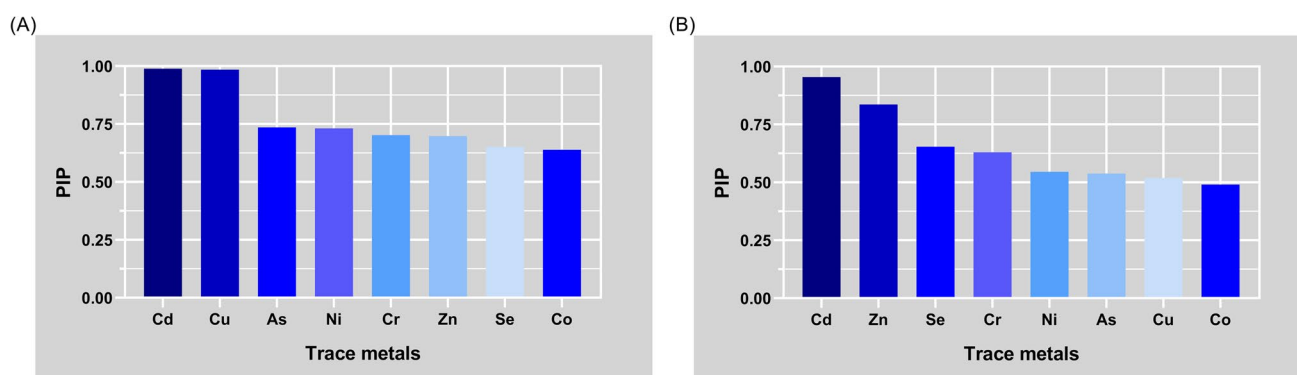 (A)
PIP
1.00
0.75
0.50
0.25
0.00
Cd Cu As Ni Cr Zn Se Co
Trace metals
(B)
PIP
1.00
0.75
0.50
0.25
0.00
Cd Zn Se Cr Ni As Cu Co
Trace metals